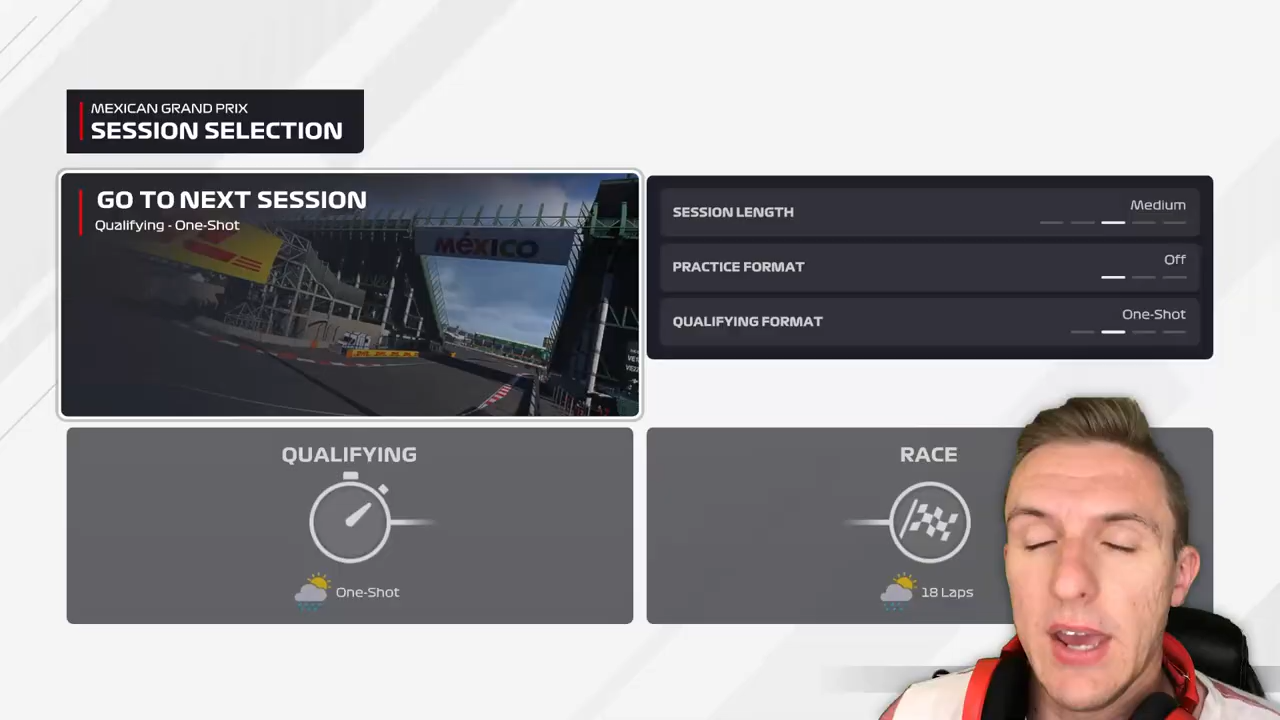 MEXICAN GRAND PRIX
SESSION SELECTION
GO TO NEXT SESSION
Qualifying - One-Shot
MÉXICO
SESSION LENGTH
Medium
PRACTICE FORMAT
Off
QUALIFYING FORMAT
One-Shot
QUALIFYING
One-Shot
RACE
18 Laps